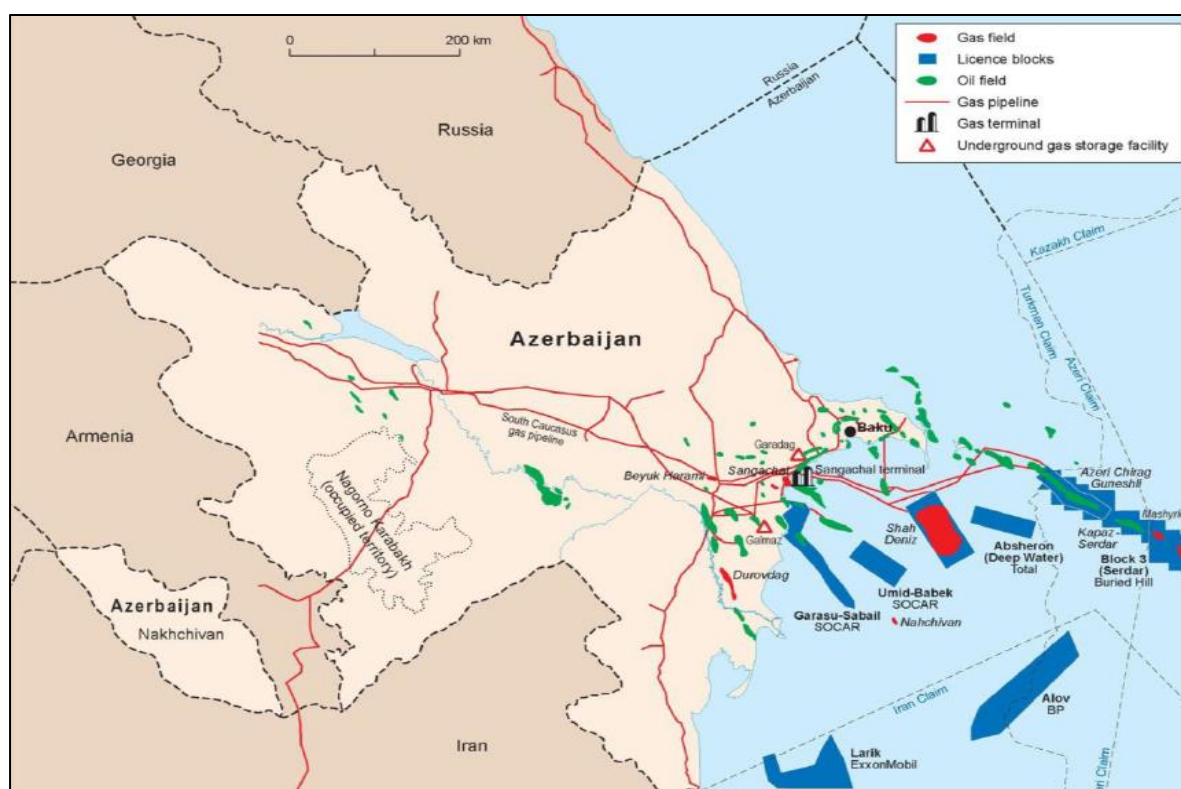 0
200 km
Gas field
Licence blocks
Oil field
Gas pipeline
Gas terminal
Underground gas storage facility
Russia
Azerbaijan
Russia
Georgia
Kazakh Claim
Turkmen Claim
Azeri Claim
Azerbaijan
Armenia
South Caucasus
gas pipeline
Garadag
Baku
Beyuk Harami
Sangachal
Sangachal terminal
Azeri Chirag
Guneshli
Mashyrk
Nagorno Karabakh
(occupied territory)
Galmaz
Shah
Deniz
Absheron
(Deep Water)
Total
Kapaz-
Serdar
Block 3
(Serdar)
Buried Hill
Durovdag
Umid-Babek
SOCAR
Garasu-Sabail
SOCAR
Nahchivan
Azerbaijan
Nakhchivan
Iran Claim
Alov
BP
Iran
Larik
ExxonMobil
Iran Claim